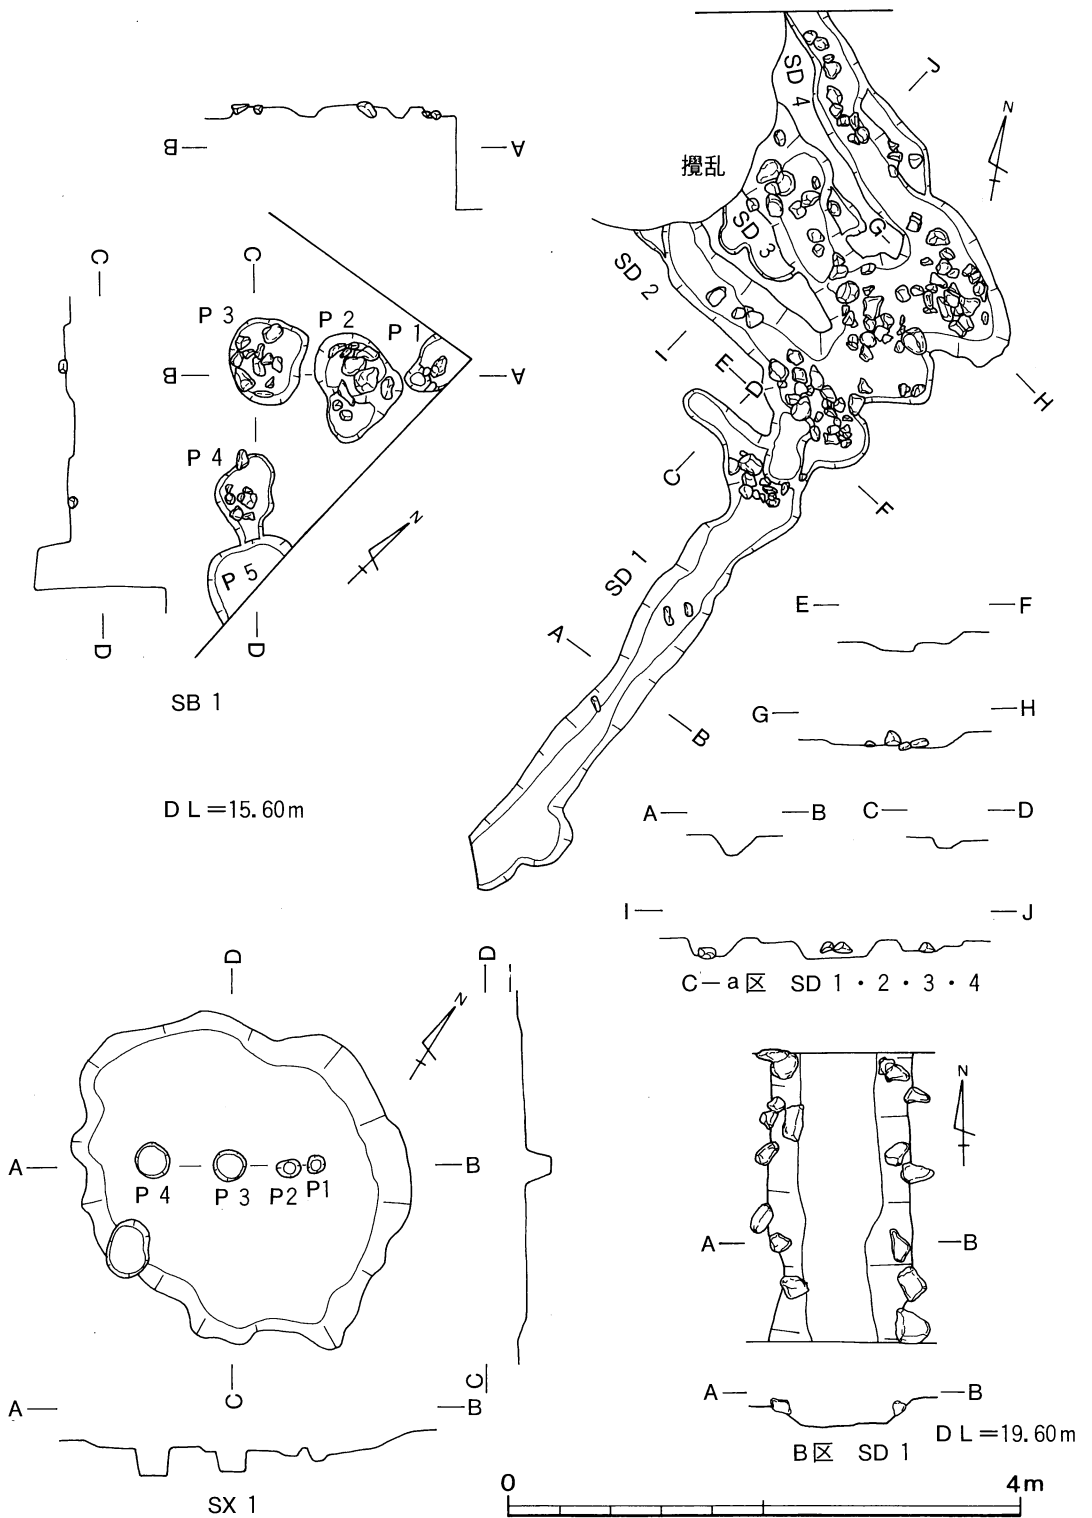 B A
C
C
P 3 P 2 P 1
B A
P 4
P 5
N
D D
SB 1
D L＝15.60m
SD 4
J
N
攪乱
SD 3
G
SD 2
I
E
D
H
C
F
SD 1
A
B
E F
G H
A B C D
I J
C－a区 SD 1・2・3・4
D D
N
A B
P 4 P 3 P2 P1
C C
A B
SX 1
N
A B
A B
D L＝19.60m
B区 SD 1
0 4m